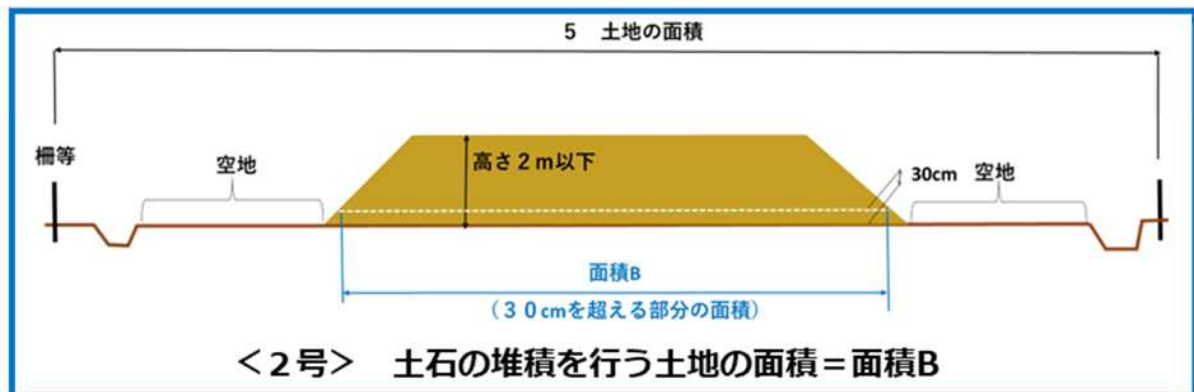 5　土地の面積
柵等
空地
高さ２ｍ以下
30cm
空地
面積B
（３０cmを超える部分の面積）
＜２号＞　土石の堆積を行う土地の面積＝面積B